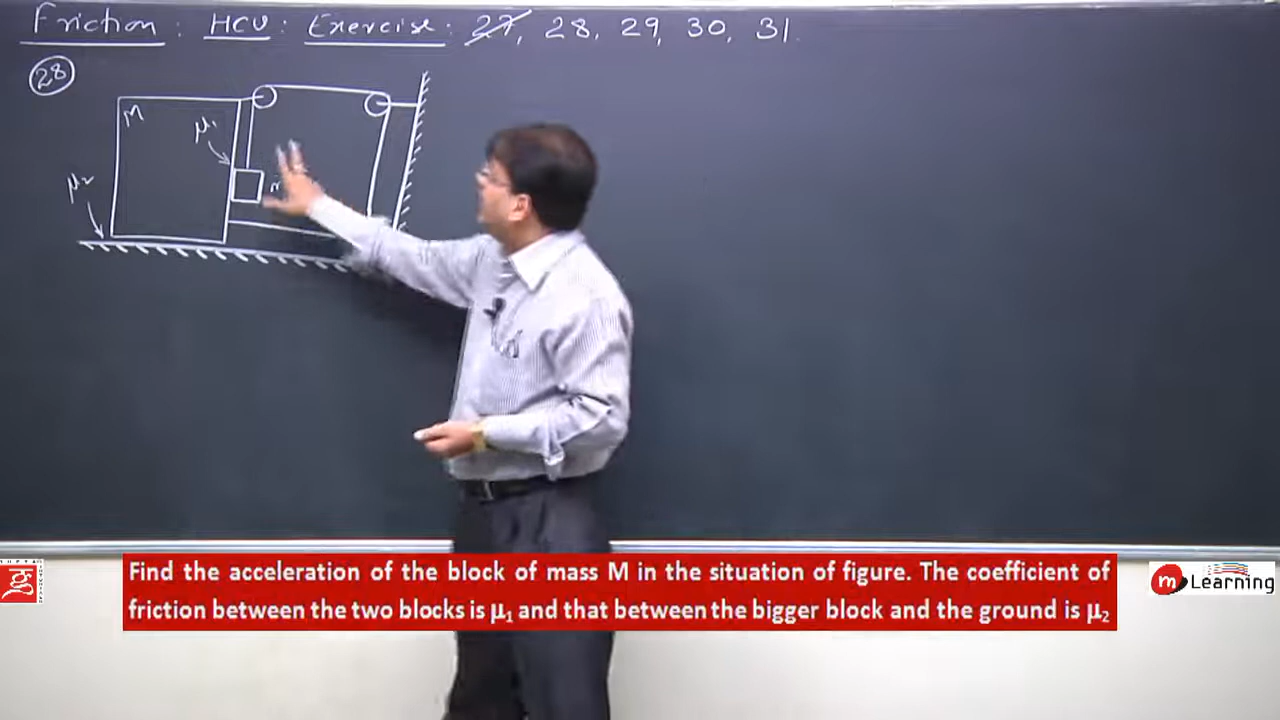 Friction : HCV : Exercise : 27, 28, 29, 30, 31.
28
M
μ1
μ2
m
Find the acceleration of the block of mass M in the situation of figure. The coefficient of
friction between the two blocks is μ1 and that between the bigger block and the ground is μ2
m Learning